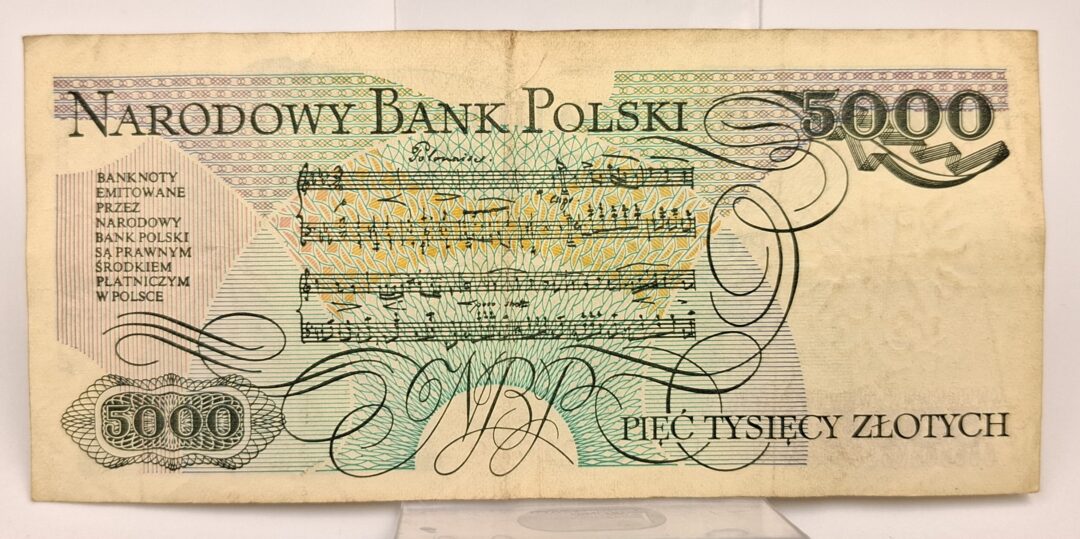 NARODOWY BANK POLSKI
5000
Polonaise.
BANKNOTY
EMITOWANE
PRZEZ
NARODOWY
BANK POLSKI
SĄ PRAWNYM
ŚRODKIEM
PŁATNICZYM
W POLSCE
NBP
5000
PIĘĆ TYSIĘCY ZŁOTYCH